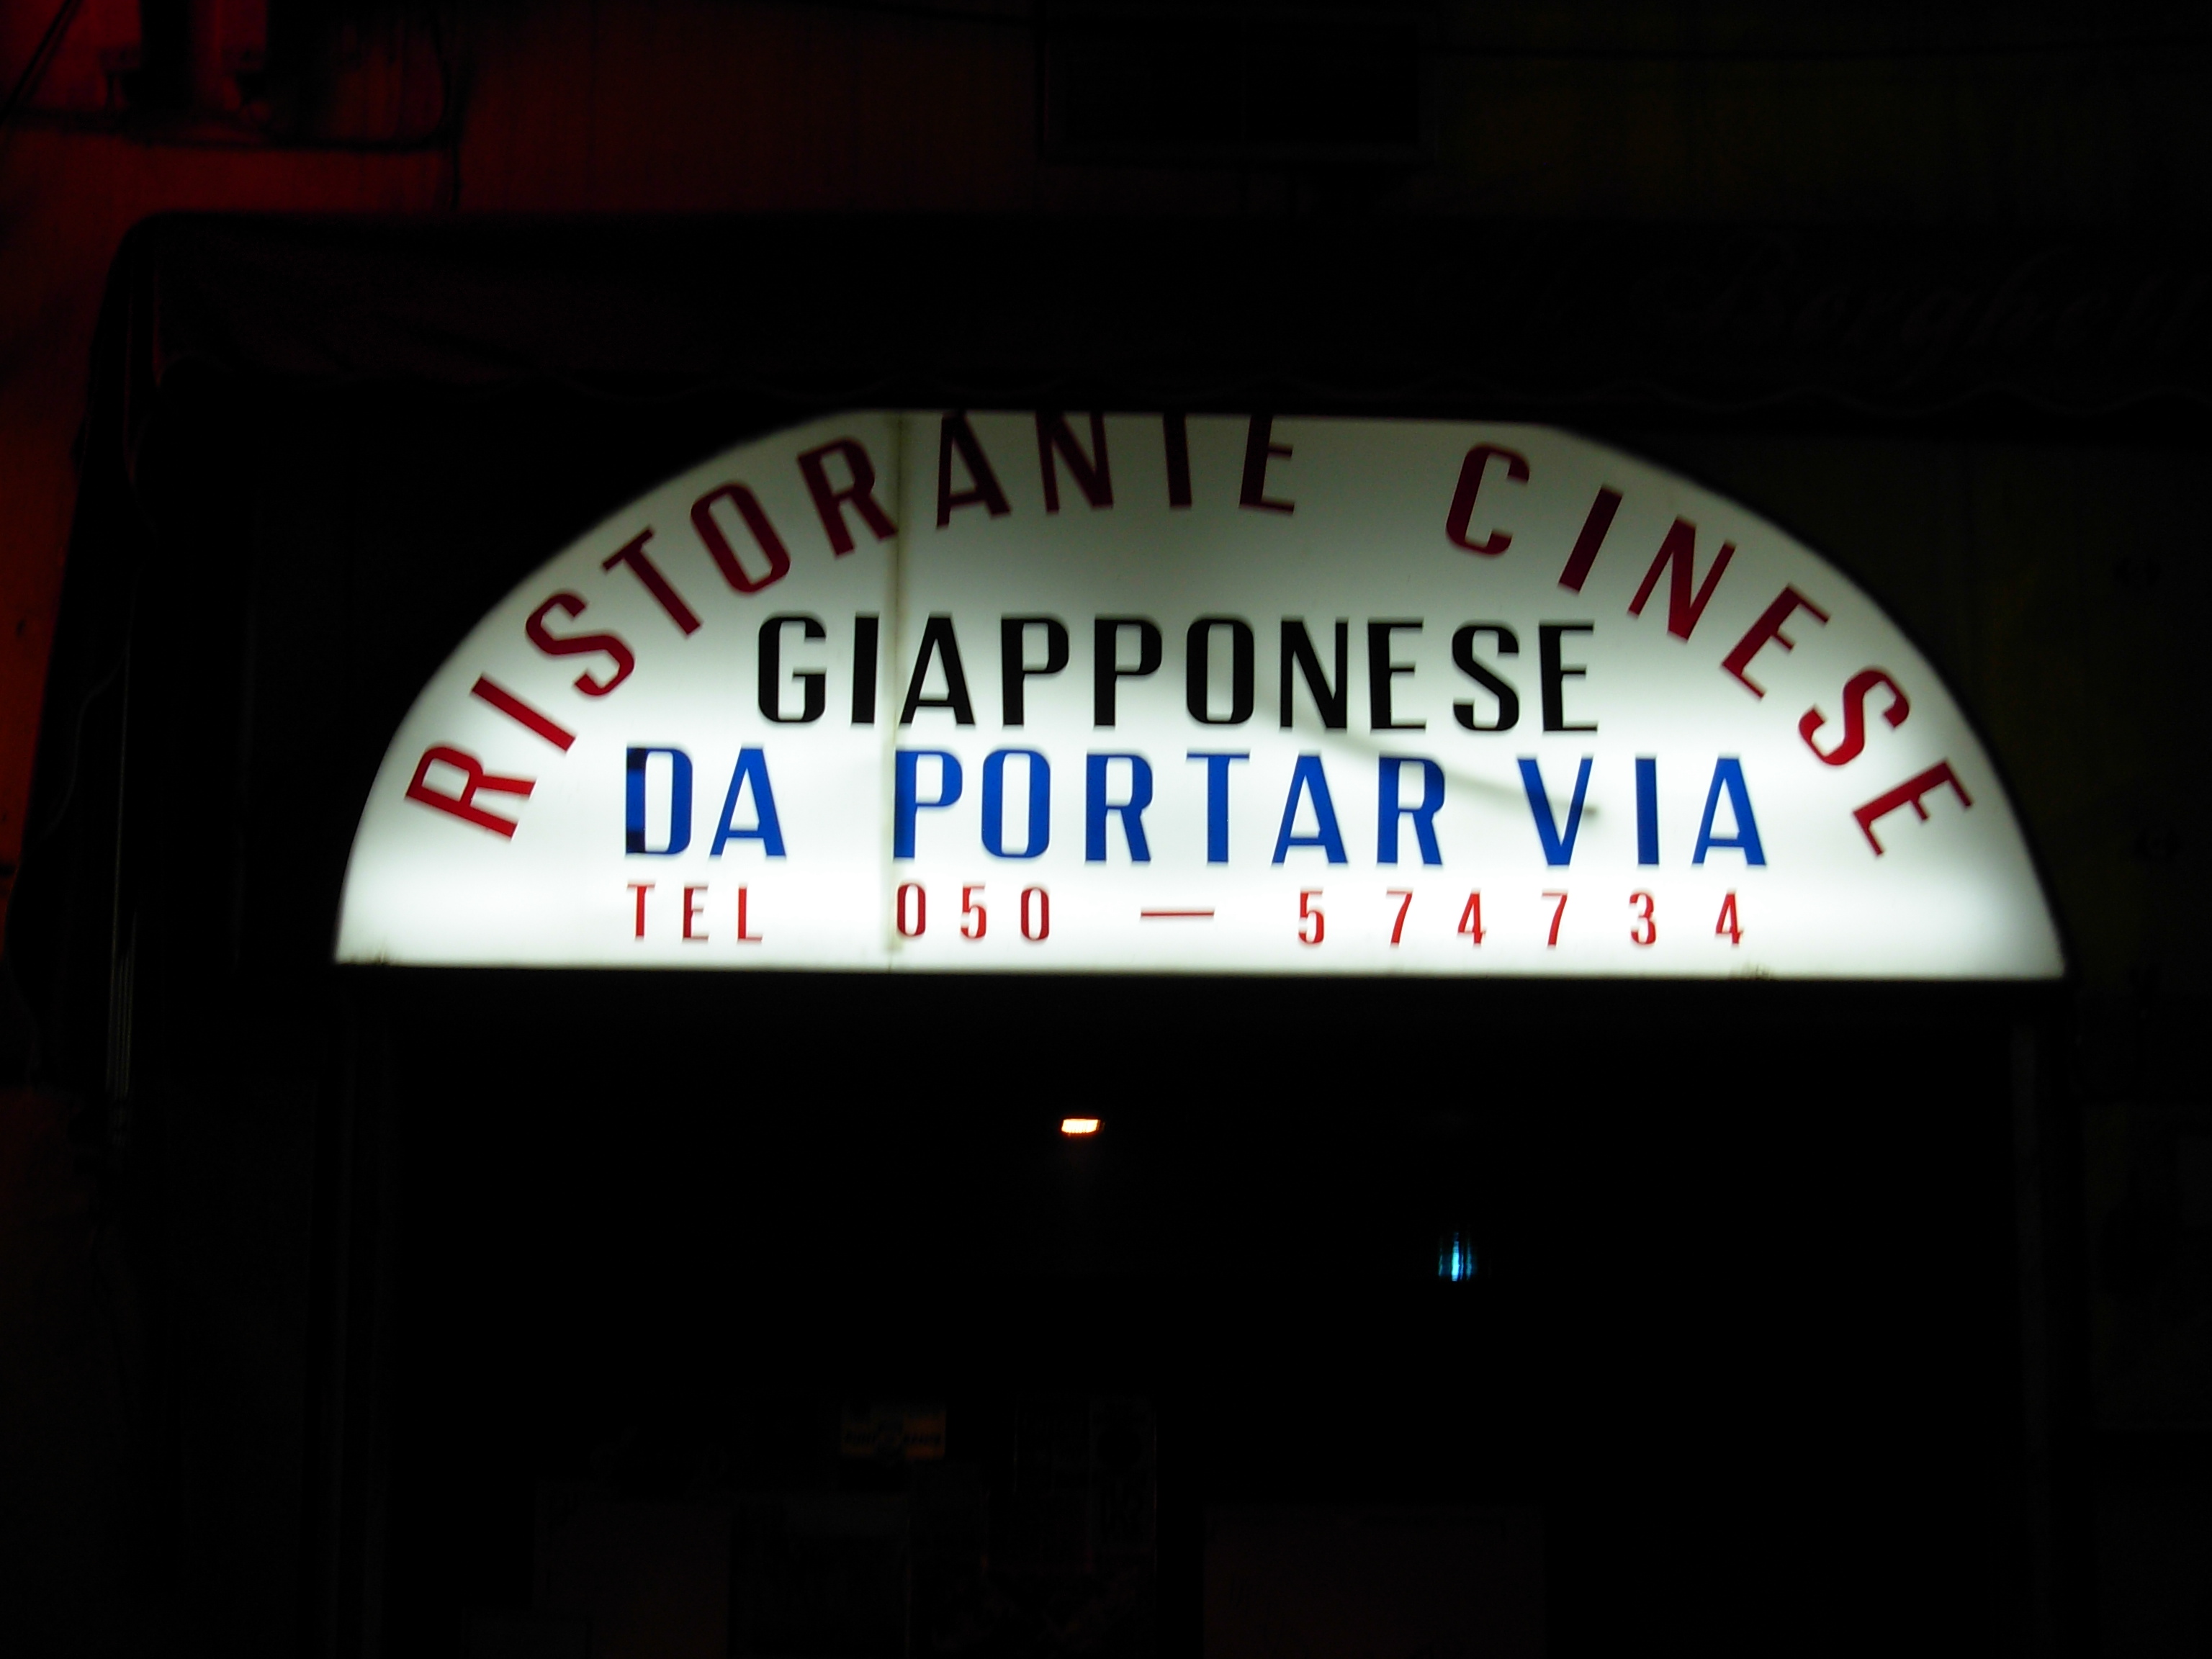 RISTORANTE CINESE
GIAPPONESE
DA PORTAR VIA
TEL 050 — 574734